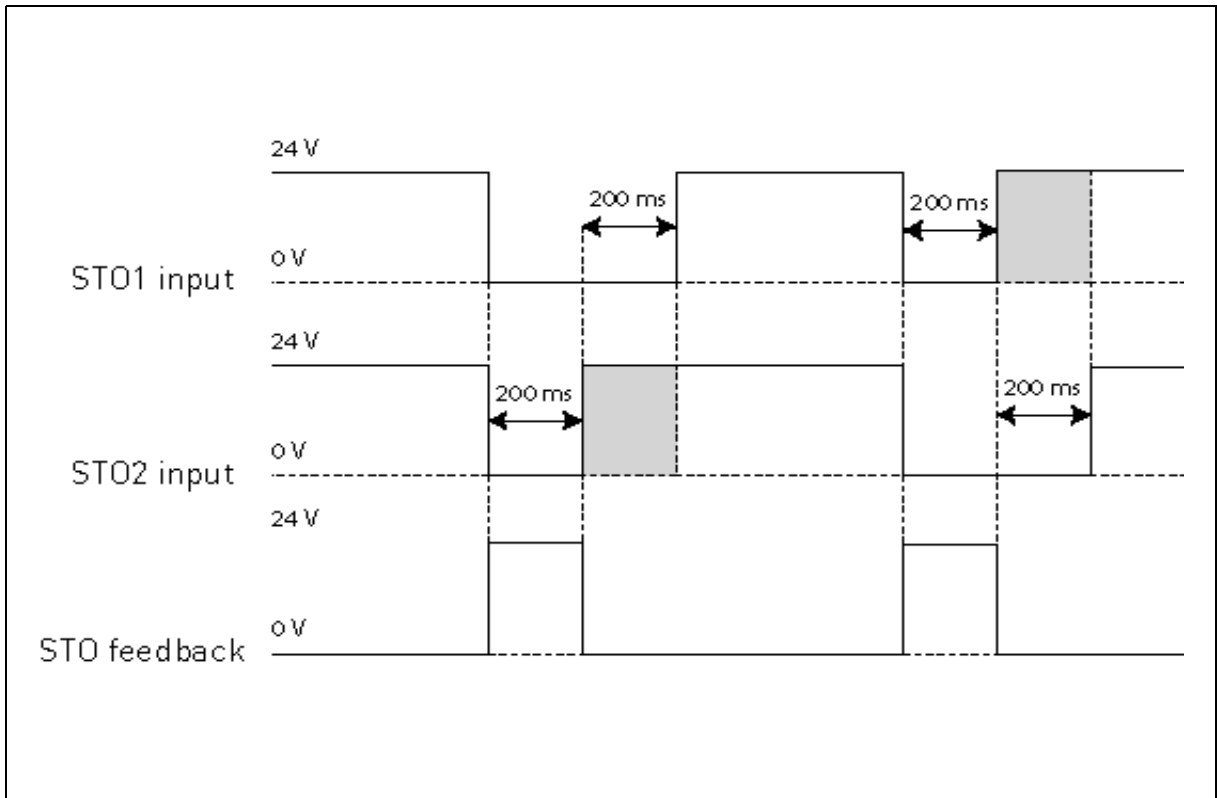 24 V
200 ms
200 ms
0 V
STO1 input
24 V
200 ms
200 ms
0 V
STO2 input
24 V
0 V
STO feedback